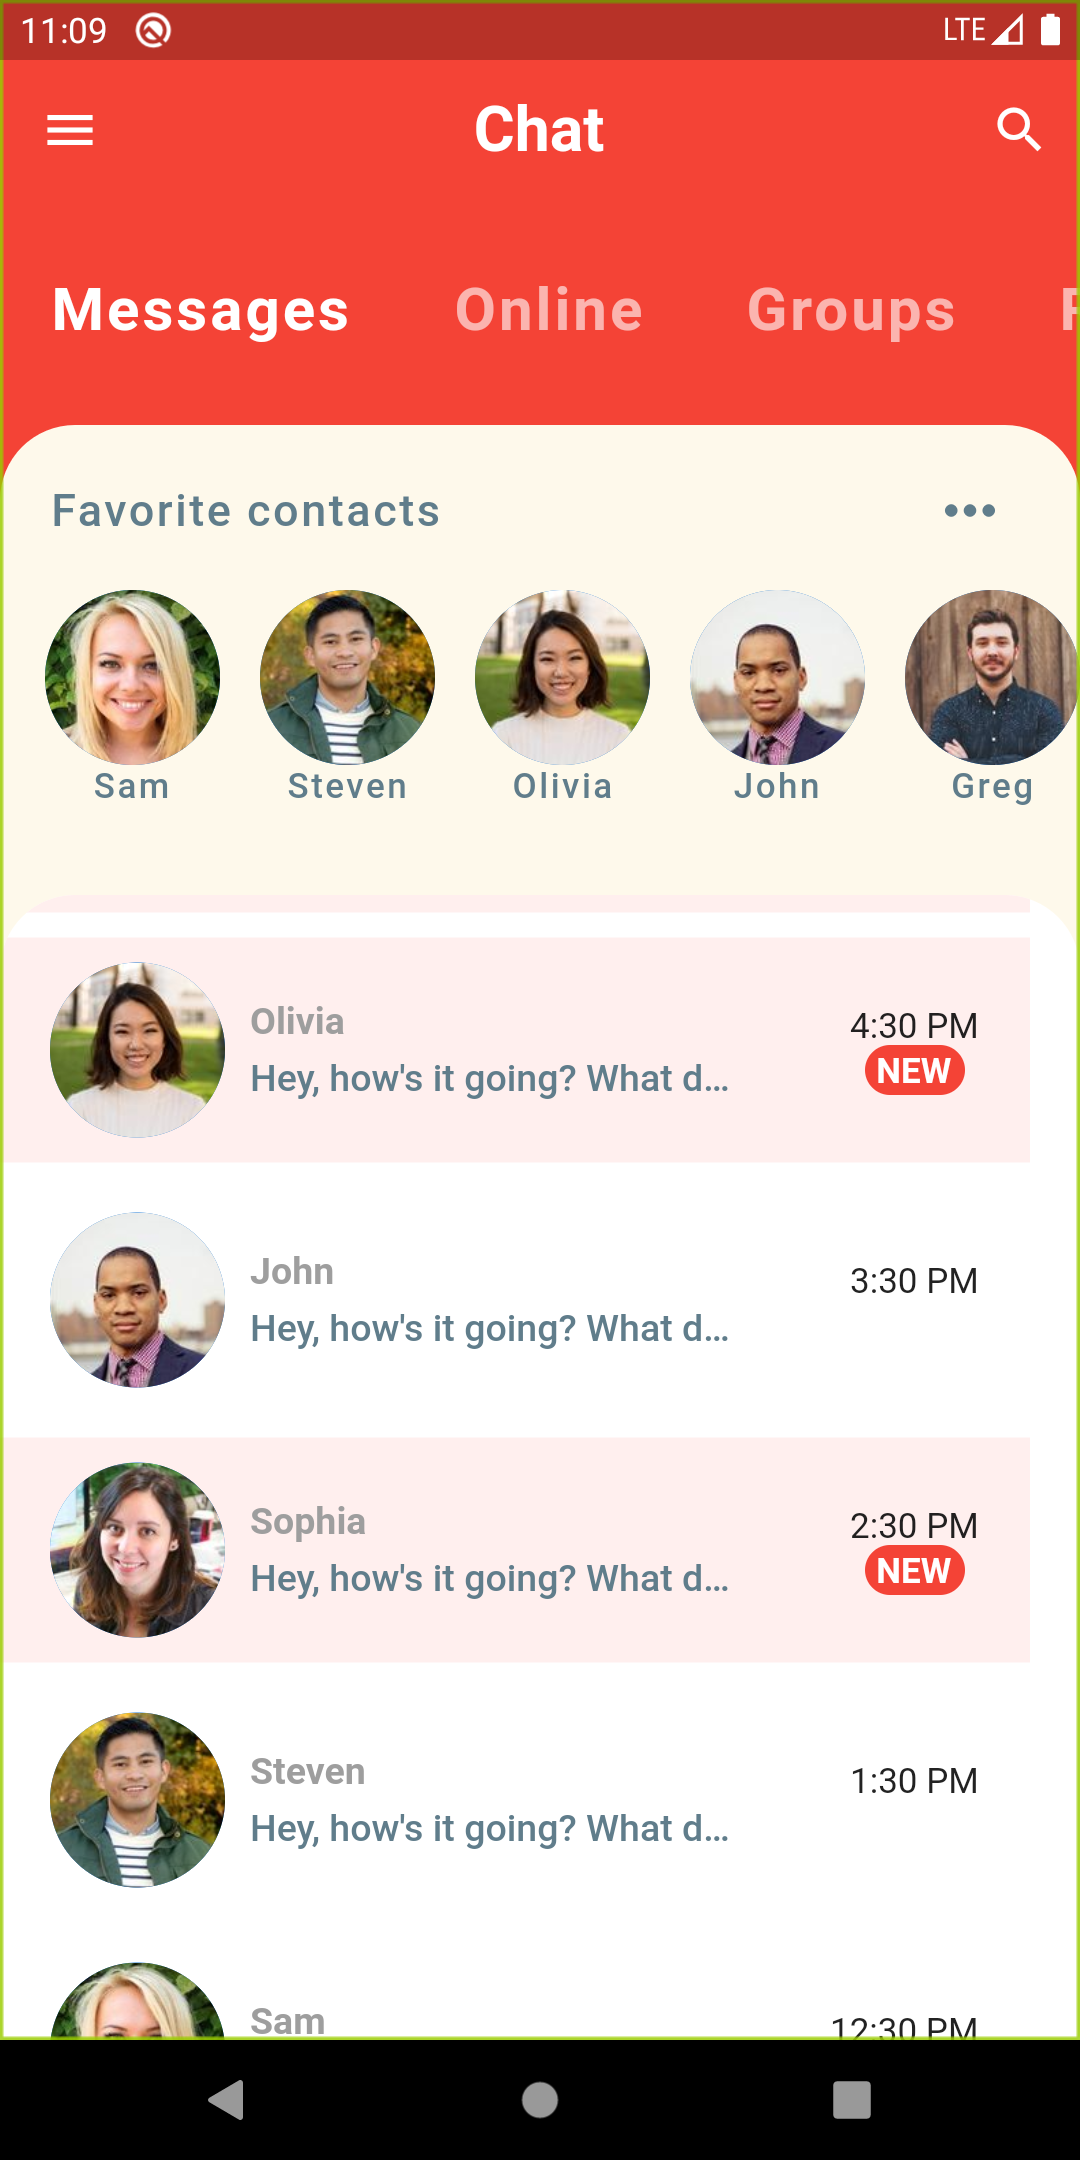 11:09 LTE
Chat
Messages Online Groups
Favorite contacts
Sam Steven Olivia John Greg
Olivia 4:30 PM
Hey, how's it going? What d... NEW
John 3:30 PM
Hey, how's it going? What d...
Sophia 2:30 PM
Hey, how's it going? What d... NEW
Steven 1:30 PM
Hey, how's it going? What d...
Sam 12:30 PM